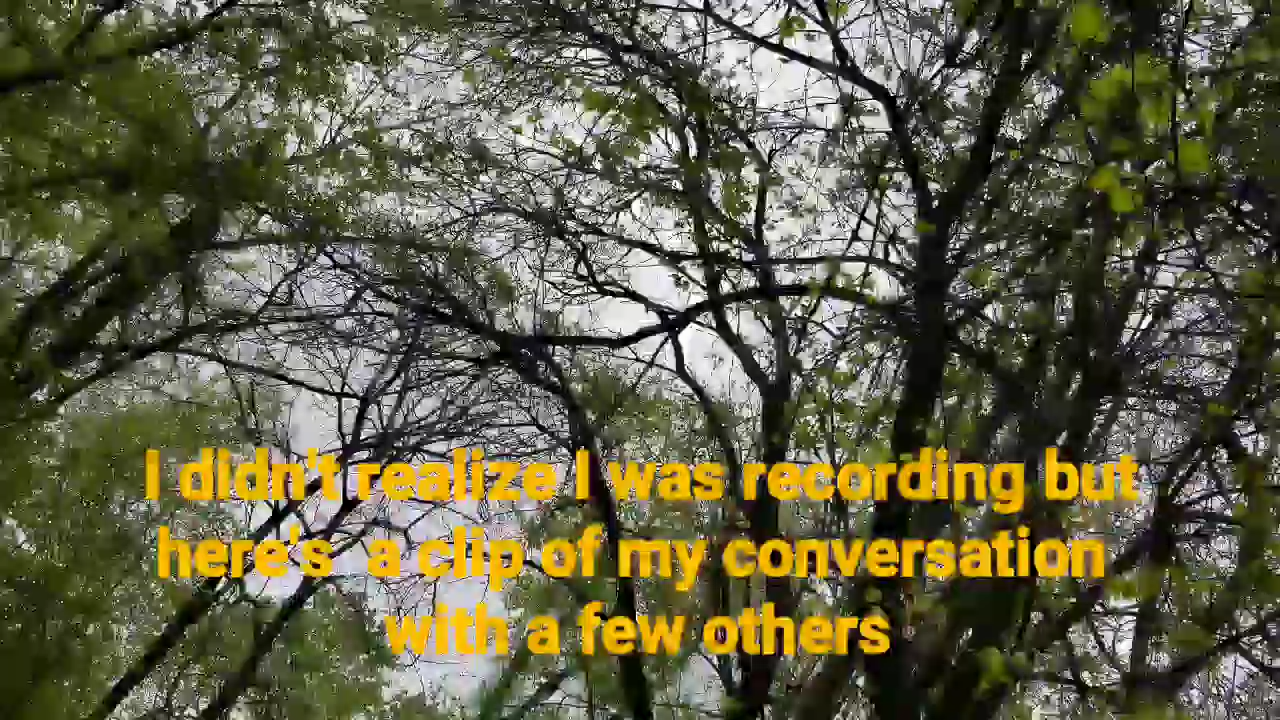 I didn't realize I was recording but
here's a clip of my conversation
with a few others